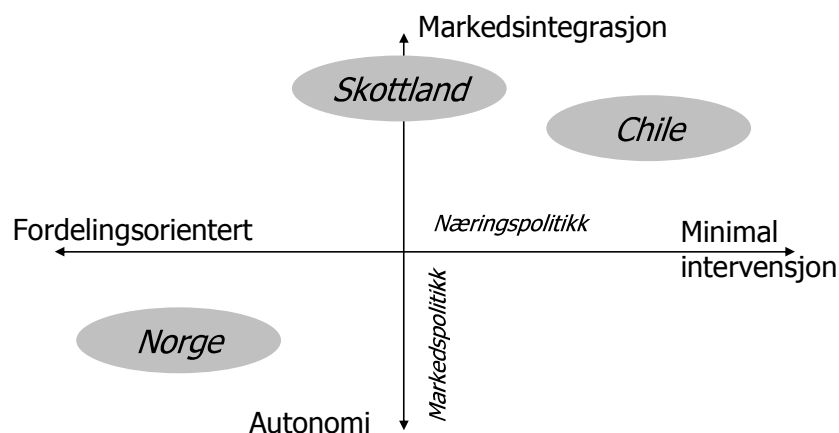 Markedsintegrasjon
Skottland
Chile
Fordelingsorientert
Næringspolitikk
Minimal
intervensjon
Markedspolitikk
Norge
Autonomi